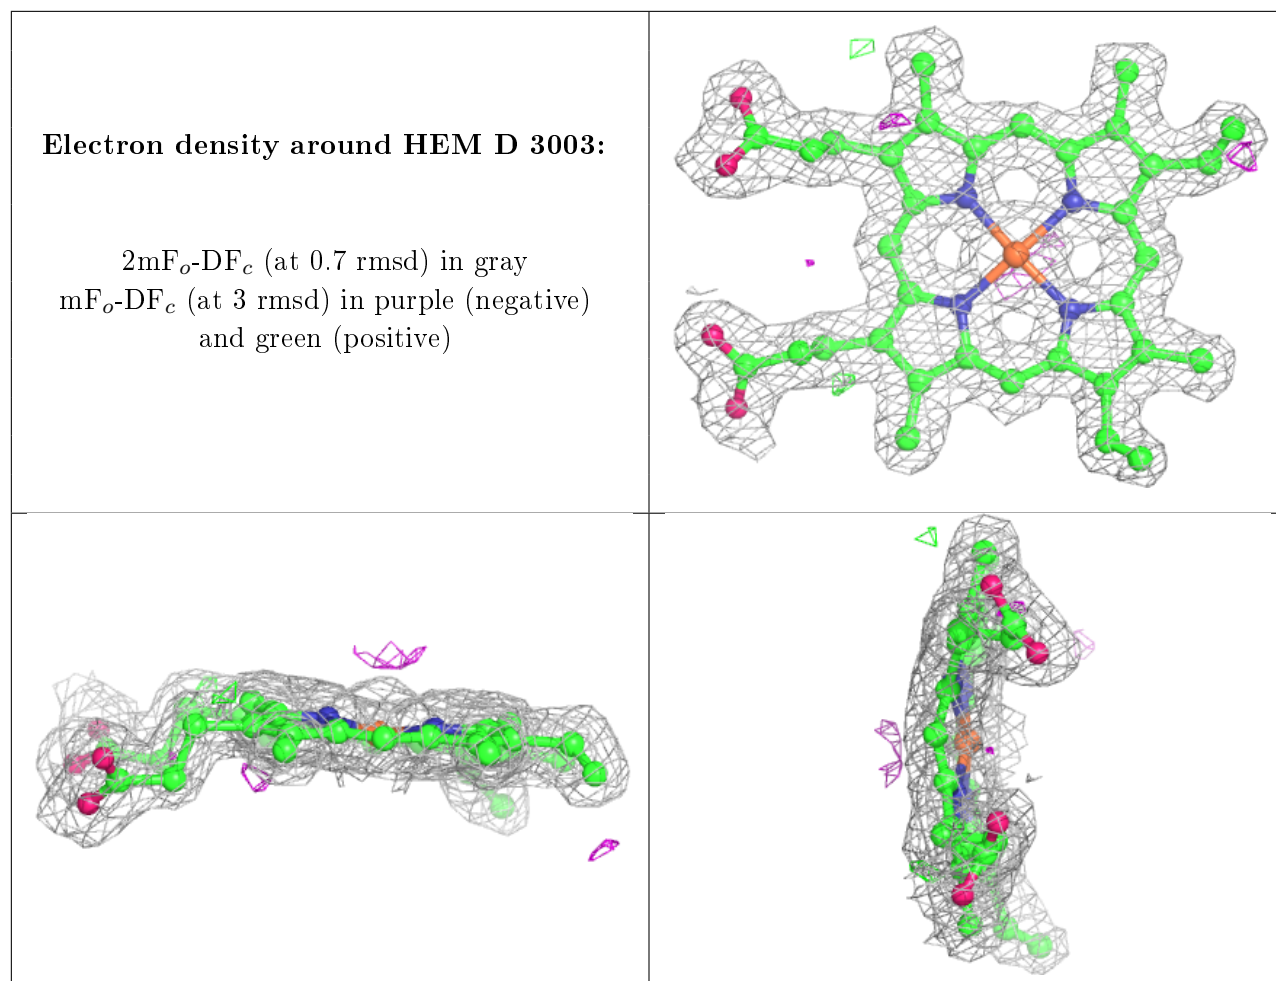 Electron density around HEM D 3003:
2mFₒ-DF𝒸 (at 0.7 rmsd) in gray
mFₒ-DF𝒸 (at 3 rmsd) in purple (negative)
and green (positive)